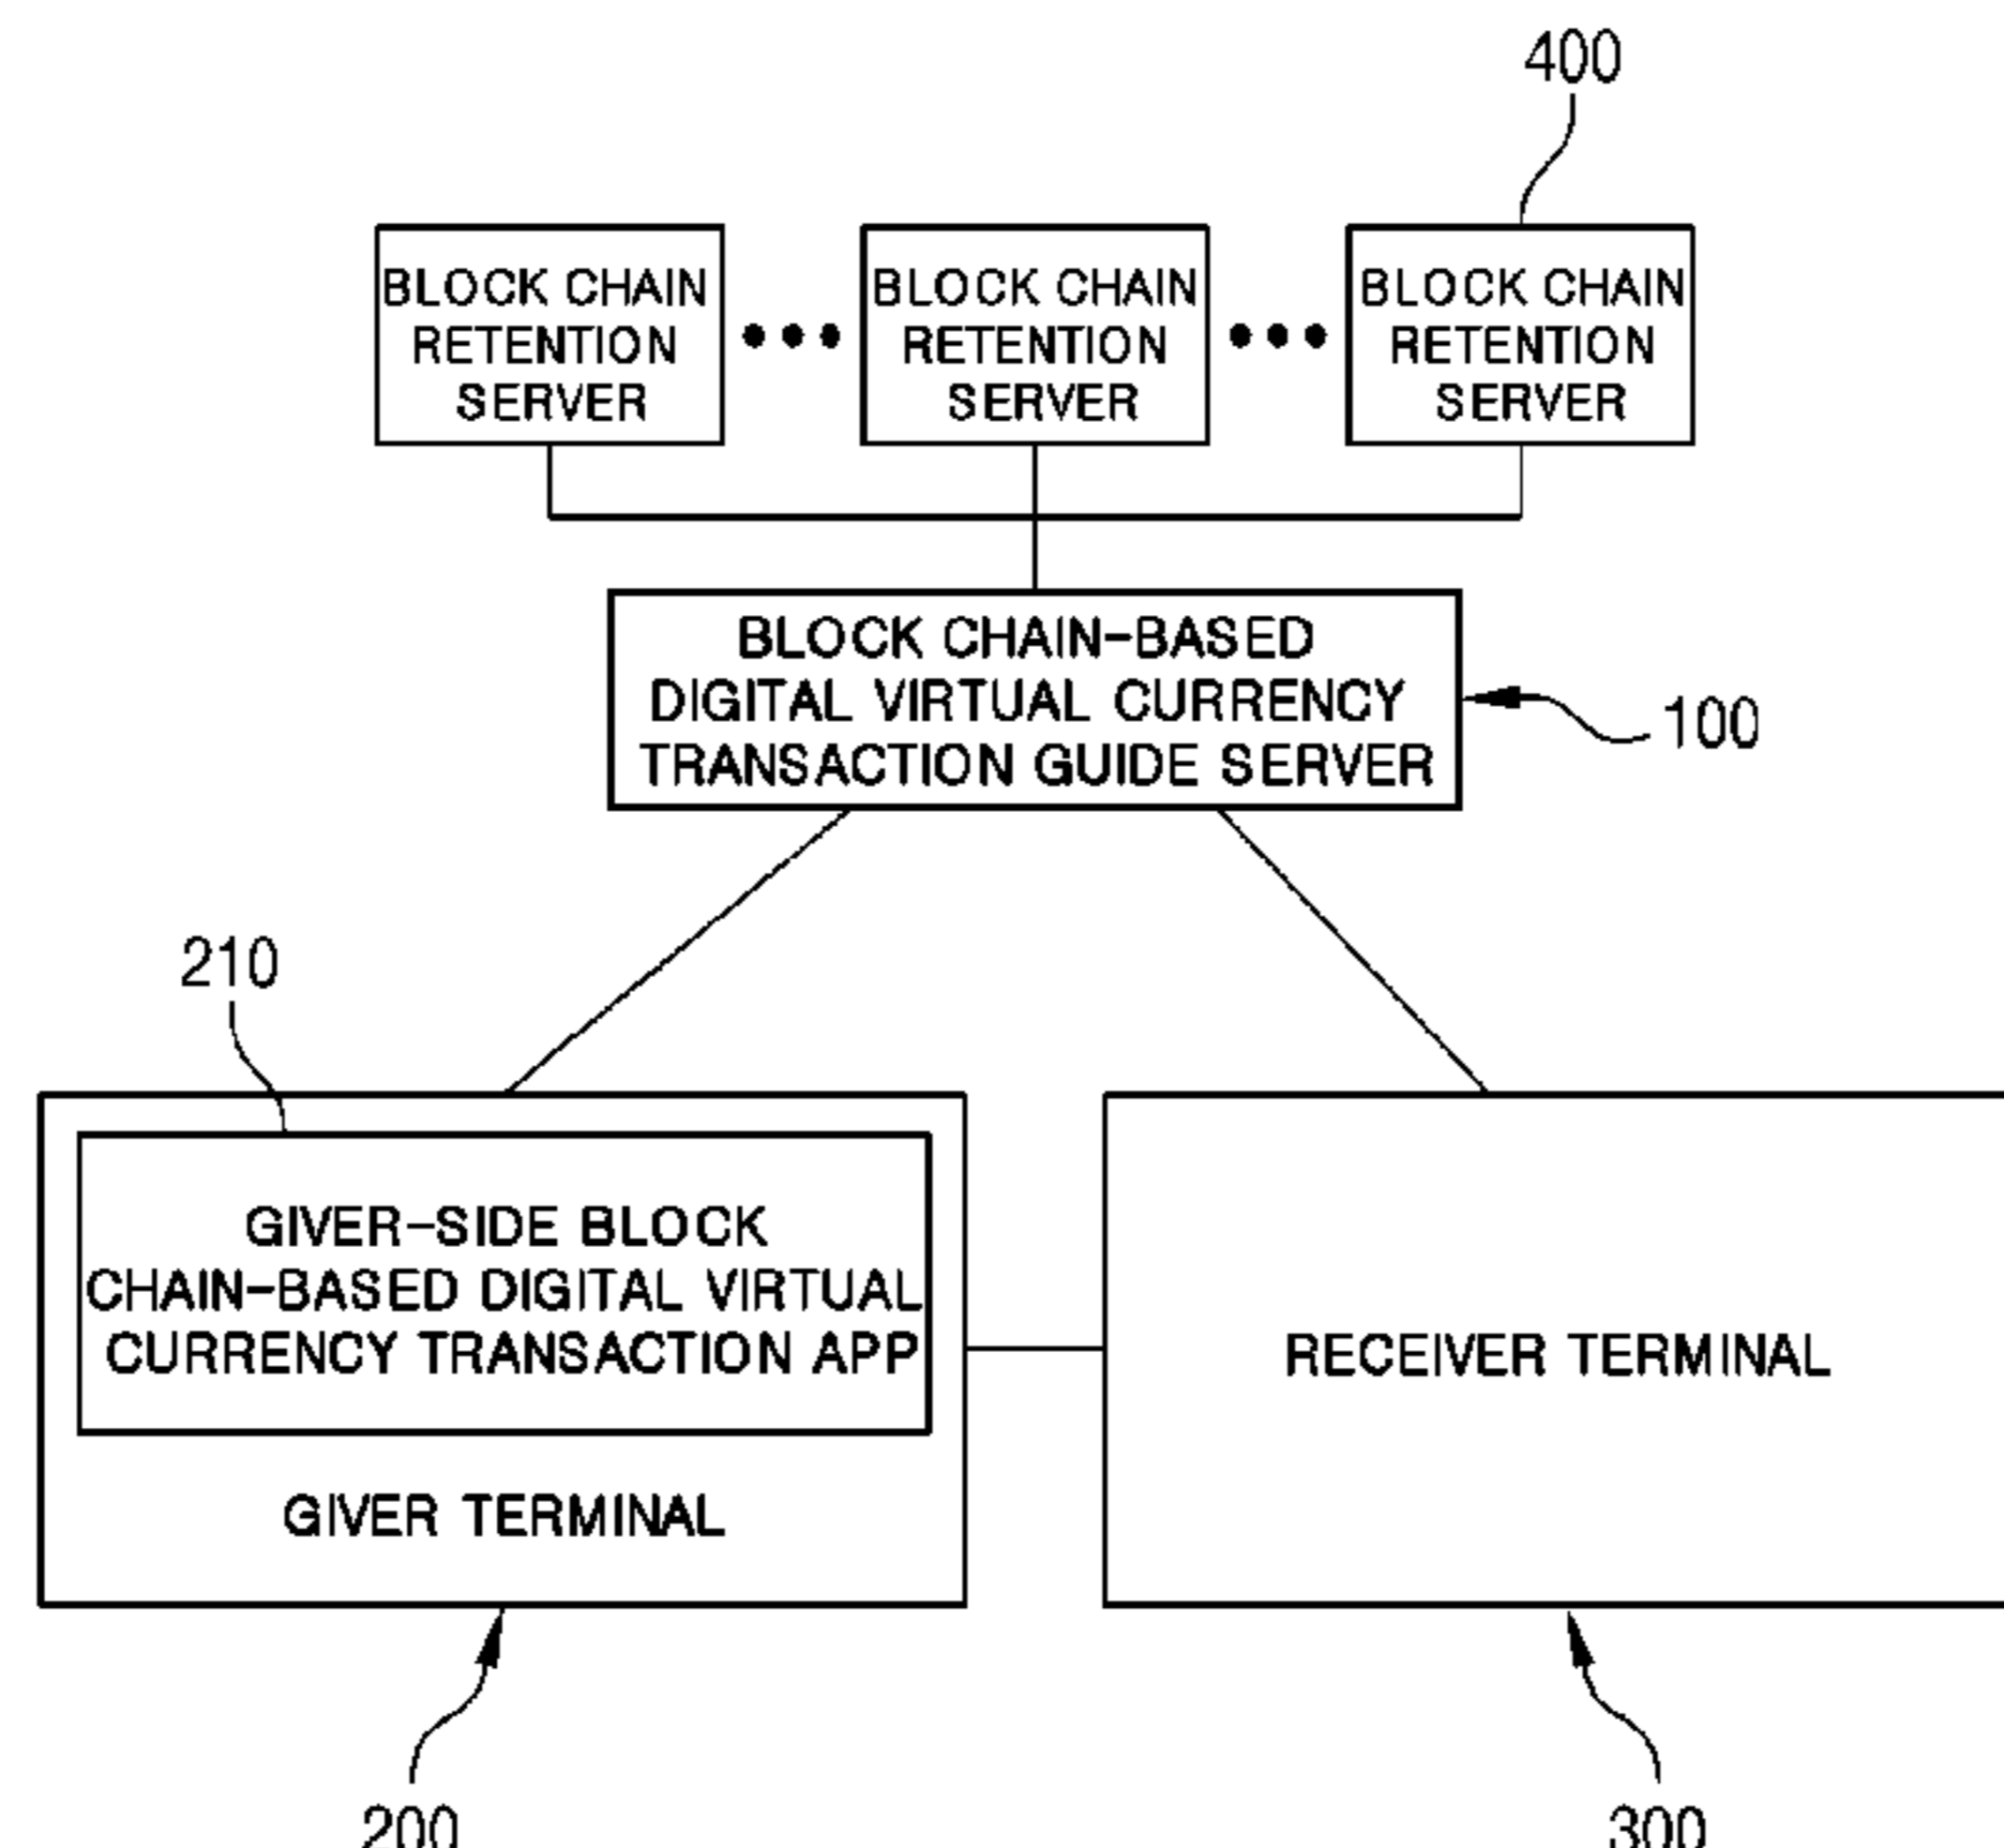 400
BLOCK CHAIN
RETENTION
SERVER
BLOCK CHAIN
RETENTION
SERVER
BLOCK CHAIN
RETENTION
SERVER
BLOCK CHAIN-BASED
DIGITAL VIRTUAL CURRENCY
TRANSACTION GUIDE SERVER
100
210
GIVER-SIDE BLOCK
CHAIN-BASED DIGITAL VIRTUAL
CURRENCY TRANSACTION APP
GIVER TERMINAL
RECEIVER TERMINAL
200
300